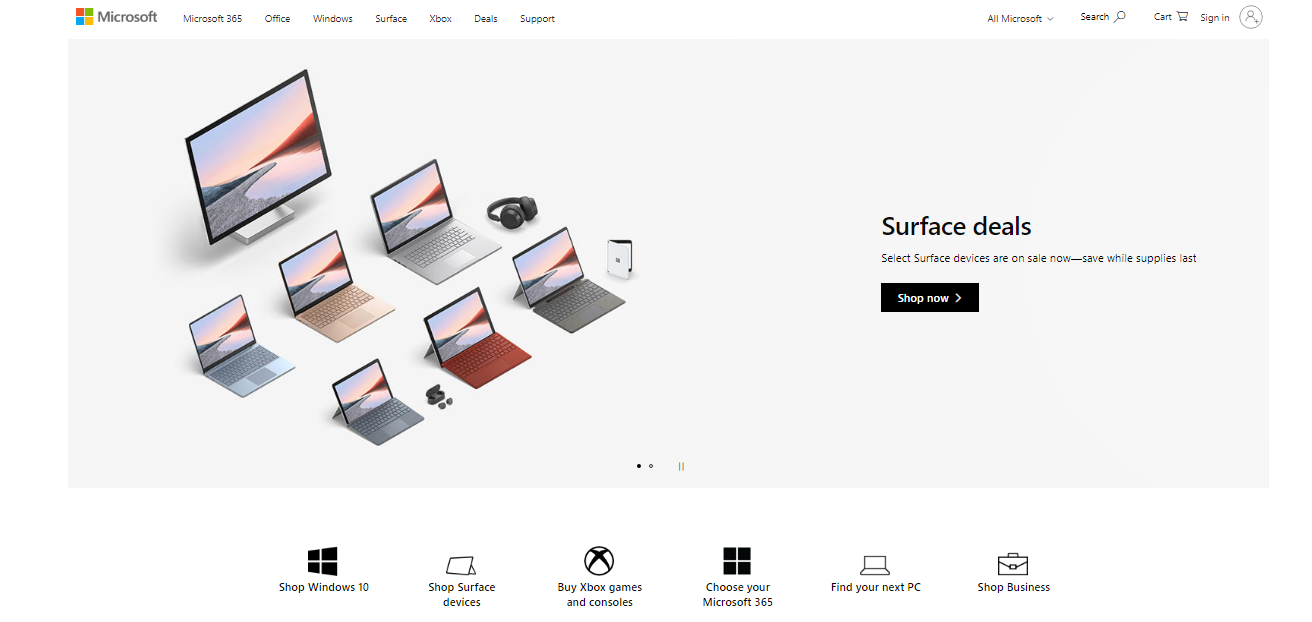 Microsoft Microsoft 365 Office Windows Surface Xbox Deals Support All Microsoft Search Cart Sign in
Surface deals
Select Surface devices are on sale now—save while supplies last
Shop now
Shop Windows 10
Shop Surface
devices
Buy Xbox games
and consoles
Choose your
Microsoft 365
Find your next PC
Shop Business